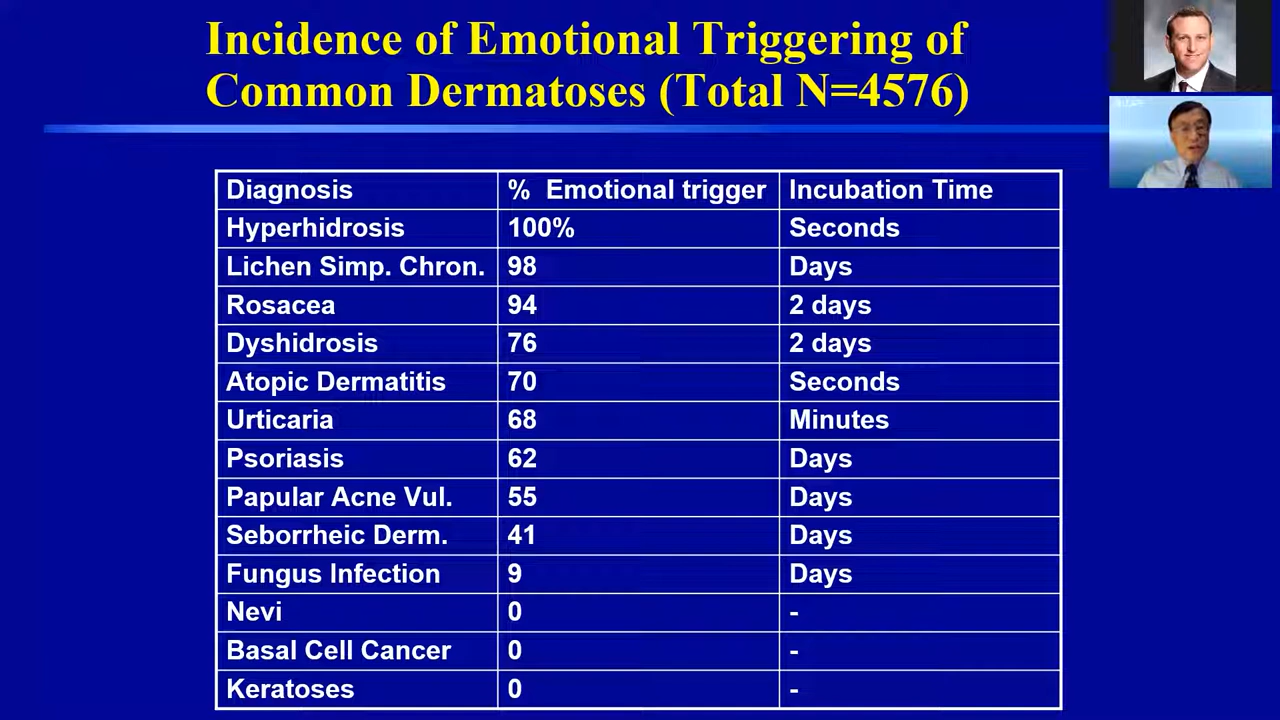 Incidence of Emotional Triggering of
Common Dermatoses (Total N=4576)
Diagnosis % Emotional trigger Incubation Time
Hyperhidrosis 100% Seconds
Lichen Simp. Chron. 98 Days
Rosacea 94 2 days
Dyshidrosis 76 2 days
Atopic Dermatitis 70 Seconds
Urticaria 68 Minutes
Psoriasis 62 Days
Papular Acne Vul. 55 Days
Seborrheic Derm. 41 Days
Fungus Infection 9 Days
Nevi 0 -
Basal Cell Cancer 0 -
Keratoses 0 -